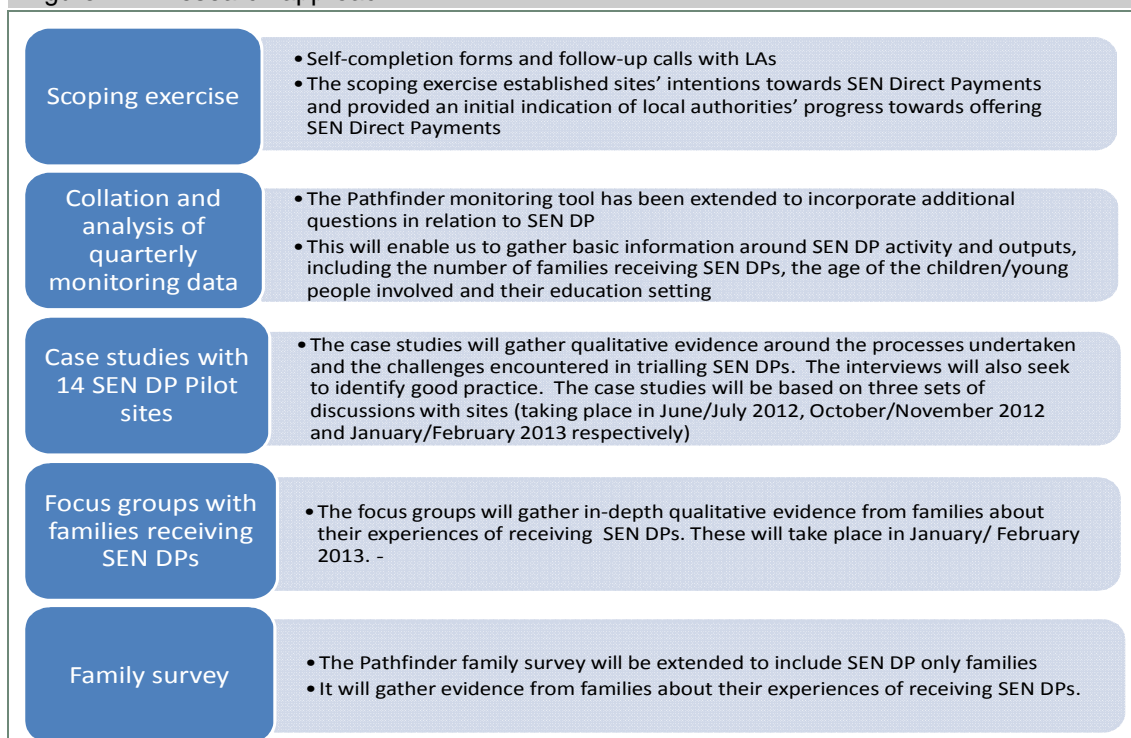 Scoping exercise
• Self-completion forms and follow-up calls with LAs
• The scoping exercise established sites' intentions towards SEN Direct Payments
and provided an initial indication of local authorities' progress towards offering
SEN Direct Payments
Collation and
analysis of
quarterly
monitoring data
• The Pathfinder monitoring tool has been extended to incorporate additional
questions in relation to SEN DP
• This will enable us to gather basic information around SEN DP activity and outputs,
including the number of families receiving SEN DPs, the age of the children/young
people involved and their education setting
Case studies with
14 SEN DP Pilot
sites
• The case studies will gather qualitative evidence around the processes undertaken
and the challenges encountered in trialling SEN DPs. The interviews will also seek
to identify good practice. The case studies will be based on three sets of
discussions with sites (taking place in June/July 2012, October/November 2012
and January/February 2013 respectively)
Focus groups with
families receiving
SEN DPs
• The focus groups will gather in-depth qualitative evidence from families about
their experiences of receiving SEN DPs. These will take place in January/ February
2013. -
Family survey
• The Pathfinder family survey will be extended to include SEN DP only families
• It will gather evidence from families about their experiences of receiving SEN DPs.